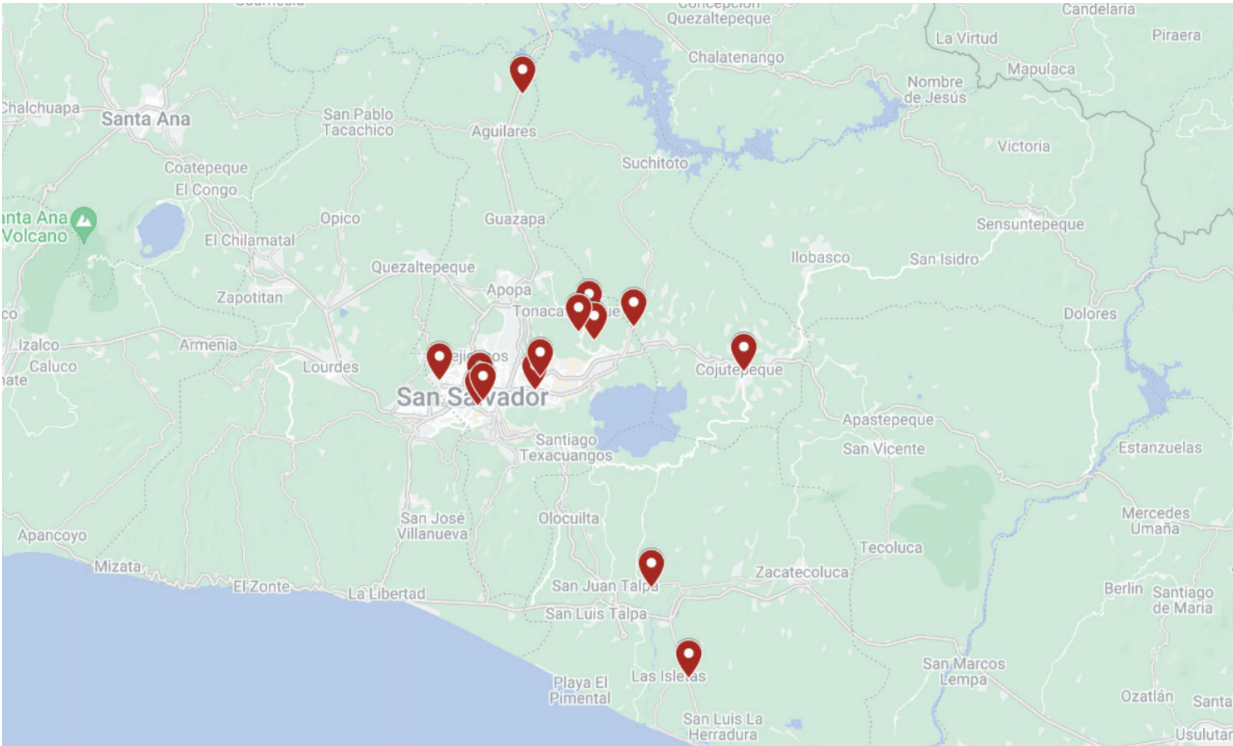 Concepción
Quezaltepeque
Candelaria
La Virtud
Piraera
Chalatenango
Mapulaca
Nombre
de Jesús
Chalchuapa
Santa Ana
San Pablo
Tacachico
Aguilares
Victoria
Suchitoto
Coatepeque
El Congo
Opico
Guazapa
Sensuntepeque
El Chilamatal
Ilobasco
San Isidro
Quezaltepeque
Zapotitan
Apopa
Dolores
Izalco
Caluco
Armenia
Lourdes
Cojutepeque
San Salvador
Apastepeque
Santiago
Texacuangos
San Vicente
Estanzuelas
San José
Villanueva
Olocuilta
Mercedes
Umaña
Apancoyo
Tecoluca
Mizata
El Zonte
La Libertad
San Juan Talpa
Zacatecoluca
Berlin
Santiago
de Maria
San Luis Talpa
San Marcos
Lempa
Playa El
Pimental
Las Isletas
Ozatlán
Santa
San Luis La
Herradura
Usulutan
Volcano